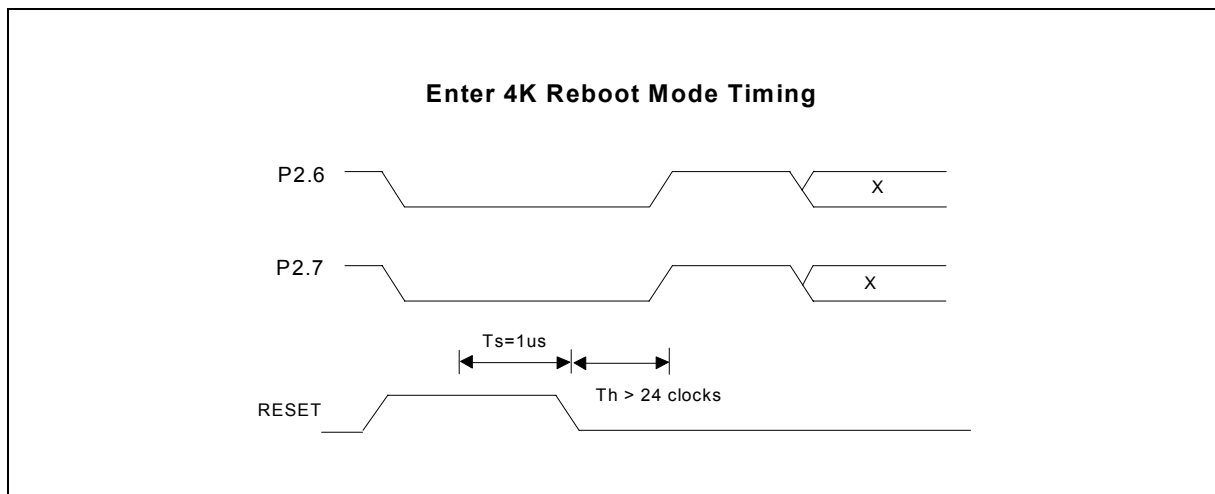 Enter 4K Reboot Mode Timing
P2.6
X
P2.7
X
Ts=1us
Th > 24 clocks
RESET